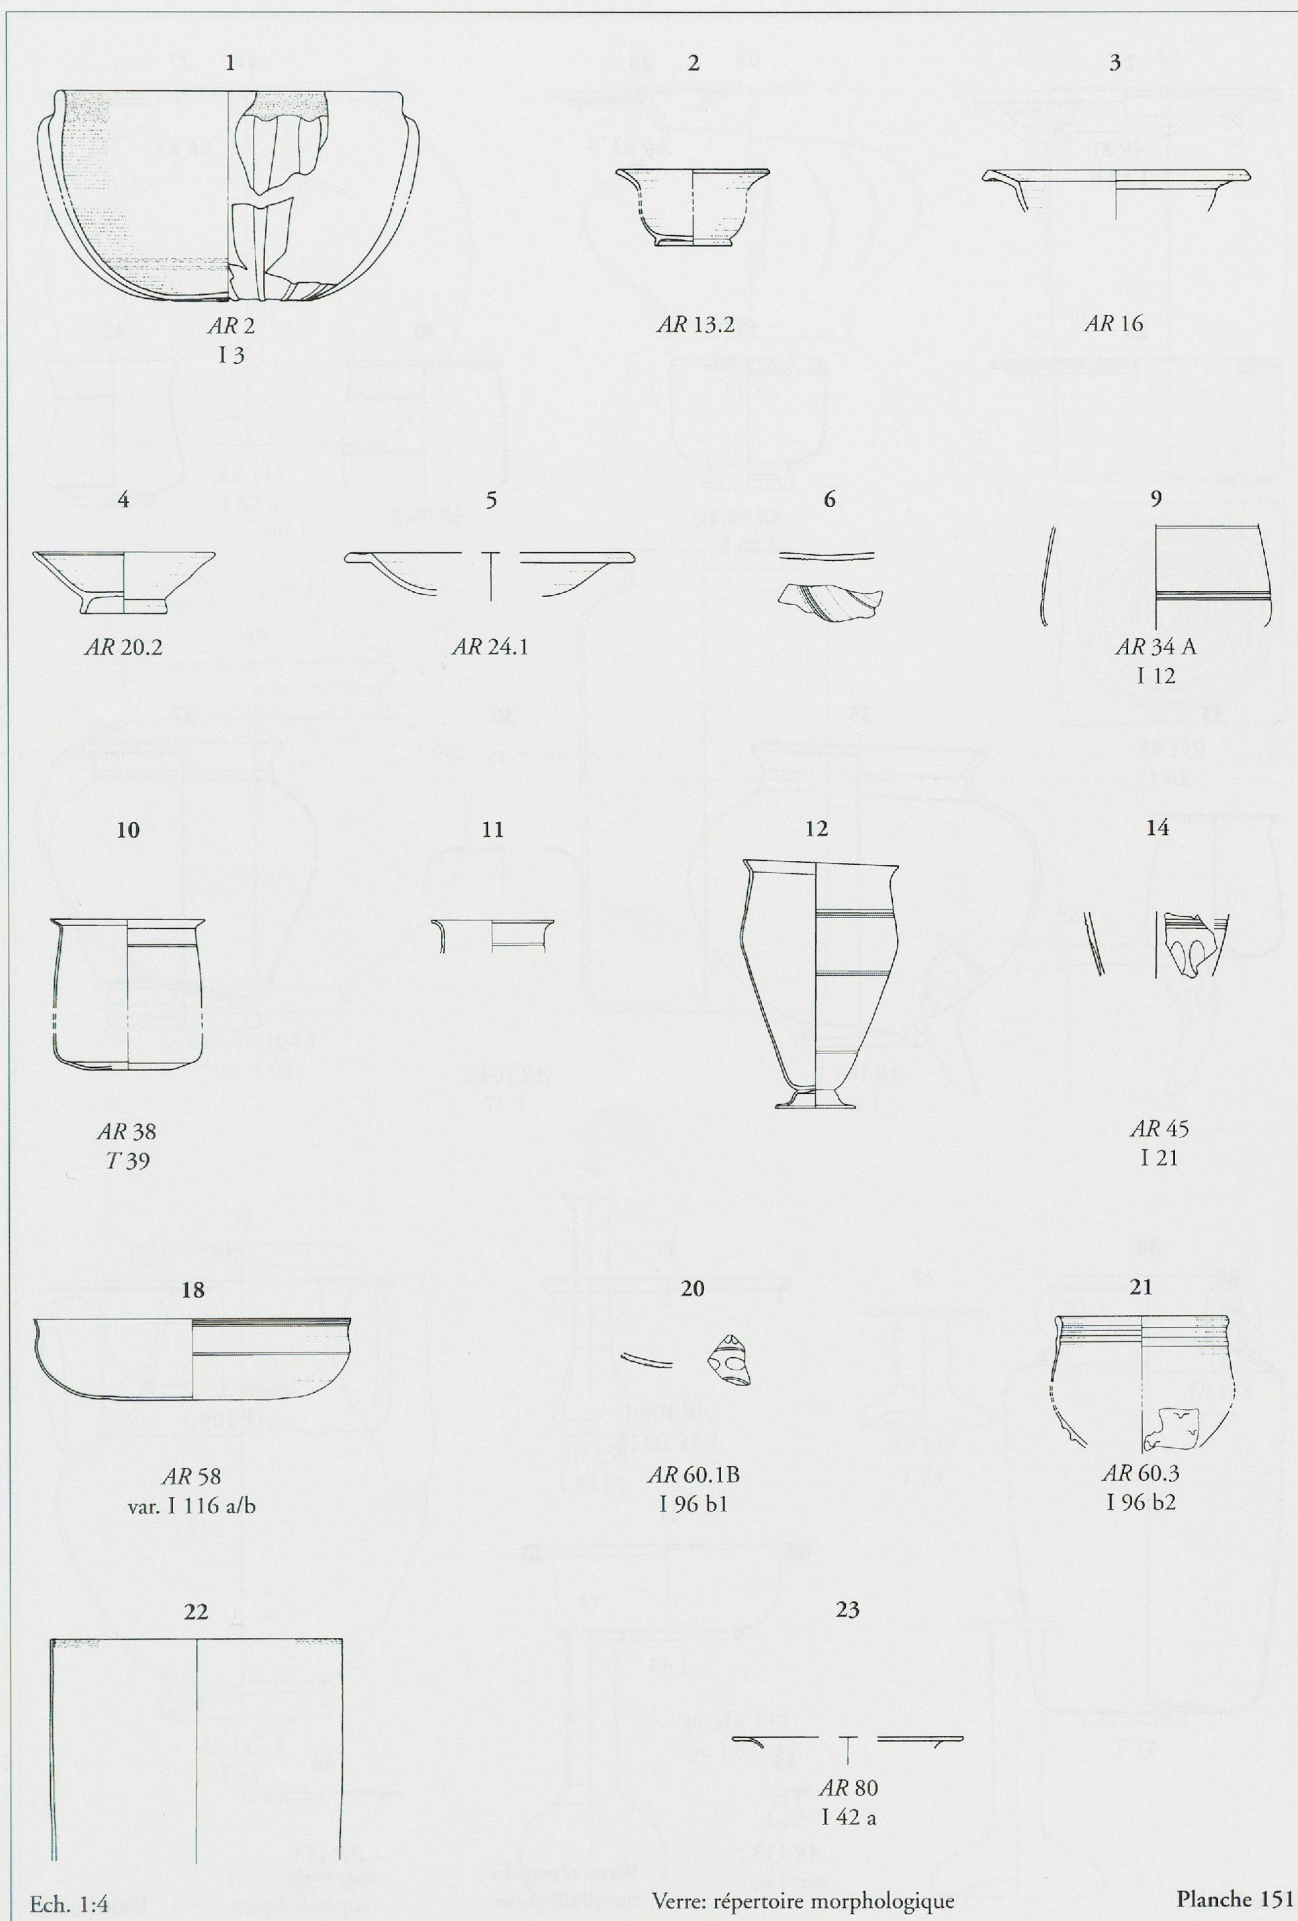 1
2
3
AR 2
I 3
AR 13.2
AR 16
4
5
6
9
AR 20.2
AR 24.1
AR 34 A
I 12
10
11
12
14
AR 38
T 39
AR 45
I 21
18
20
21
AR 58
var. I 116 a/b
AR 60.1B
I 96 b1
AR 60.3
I 96 b2
22
23
AR 80
I 42 a
Ech. 1:4
Verre: répertoire morphologique
Planche 151